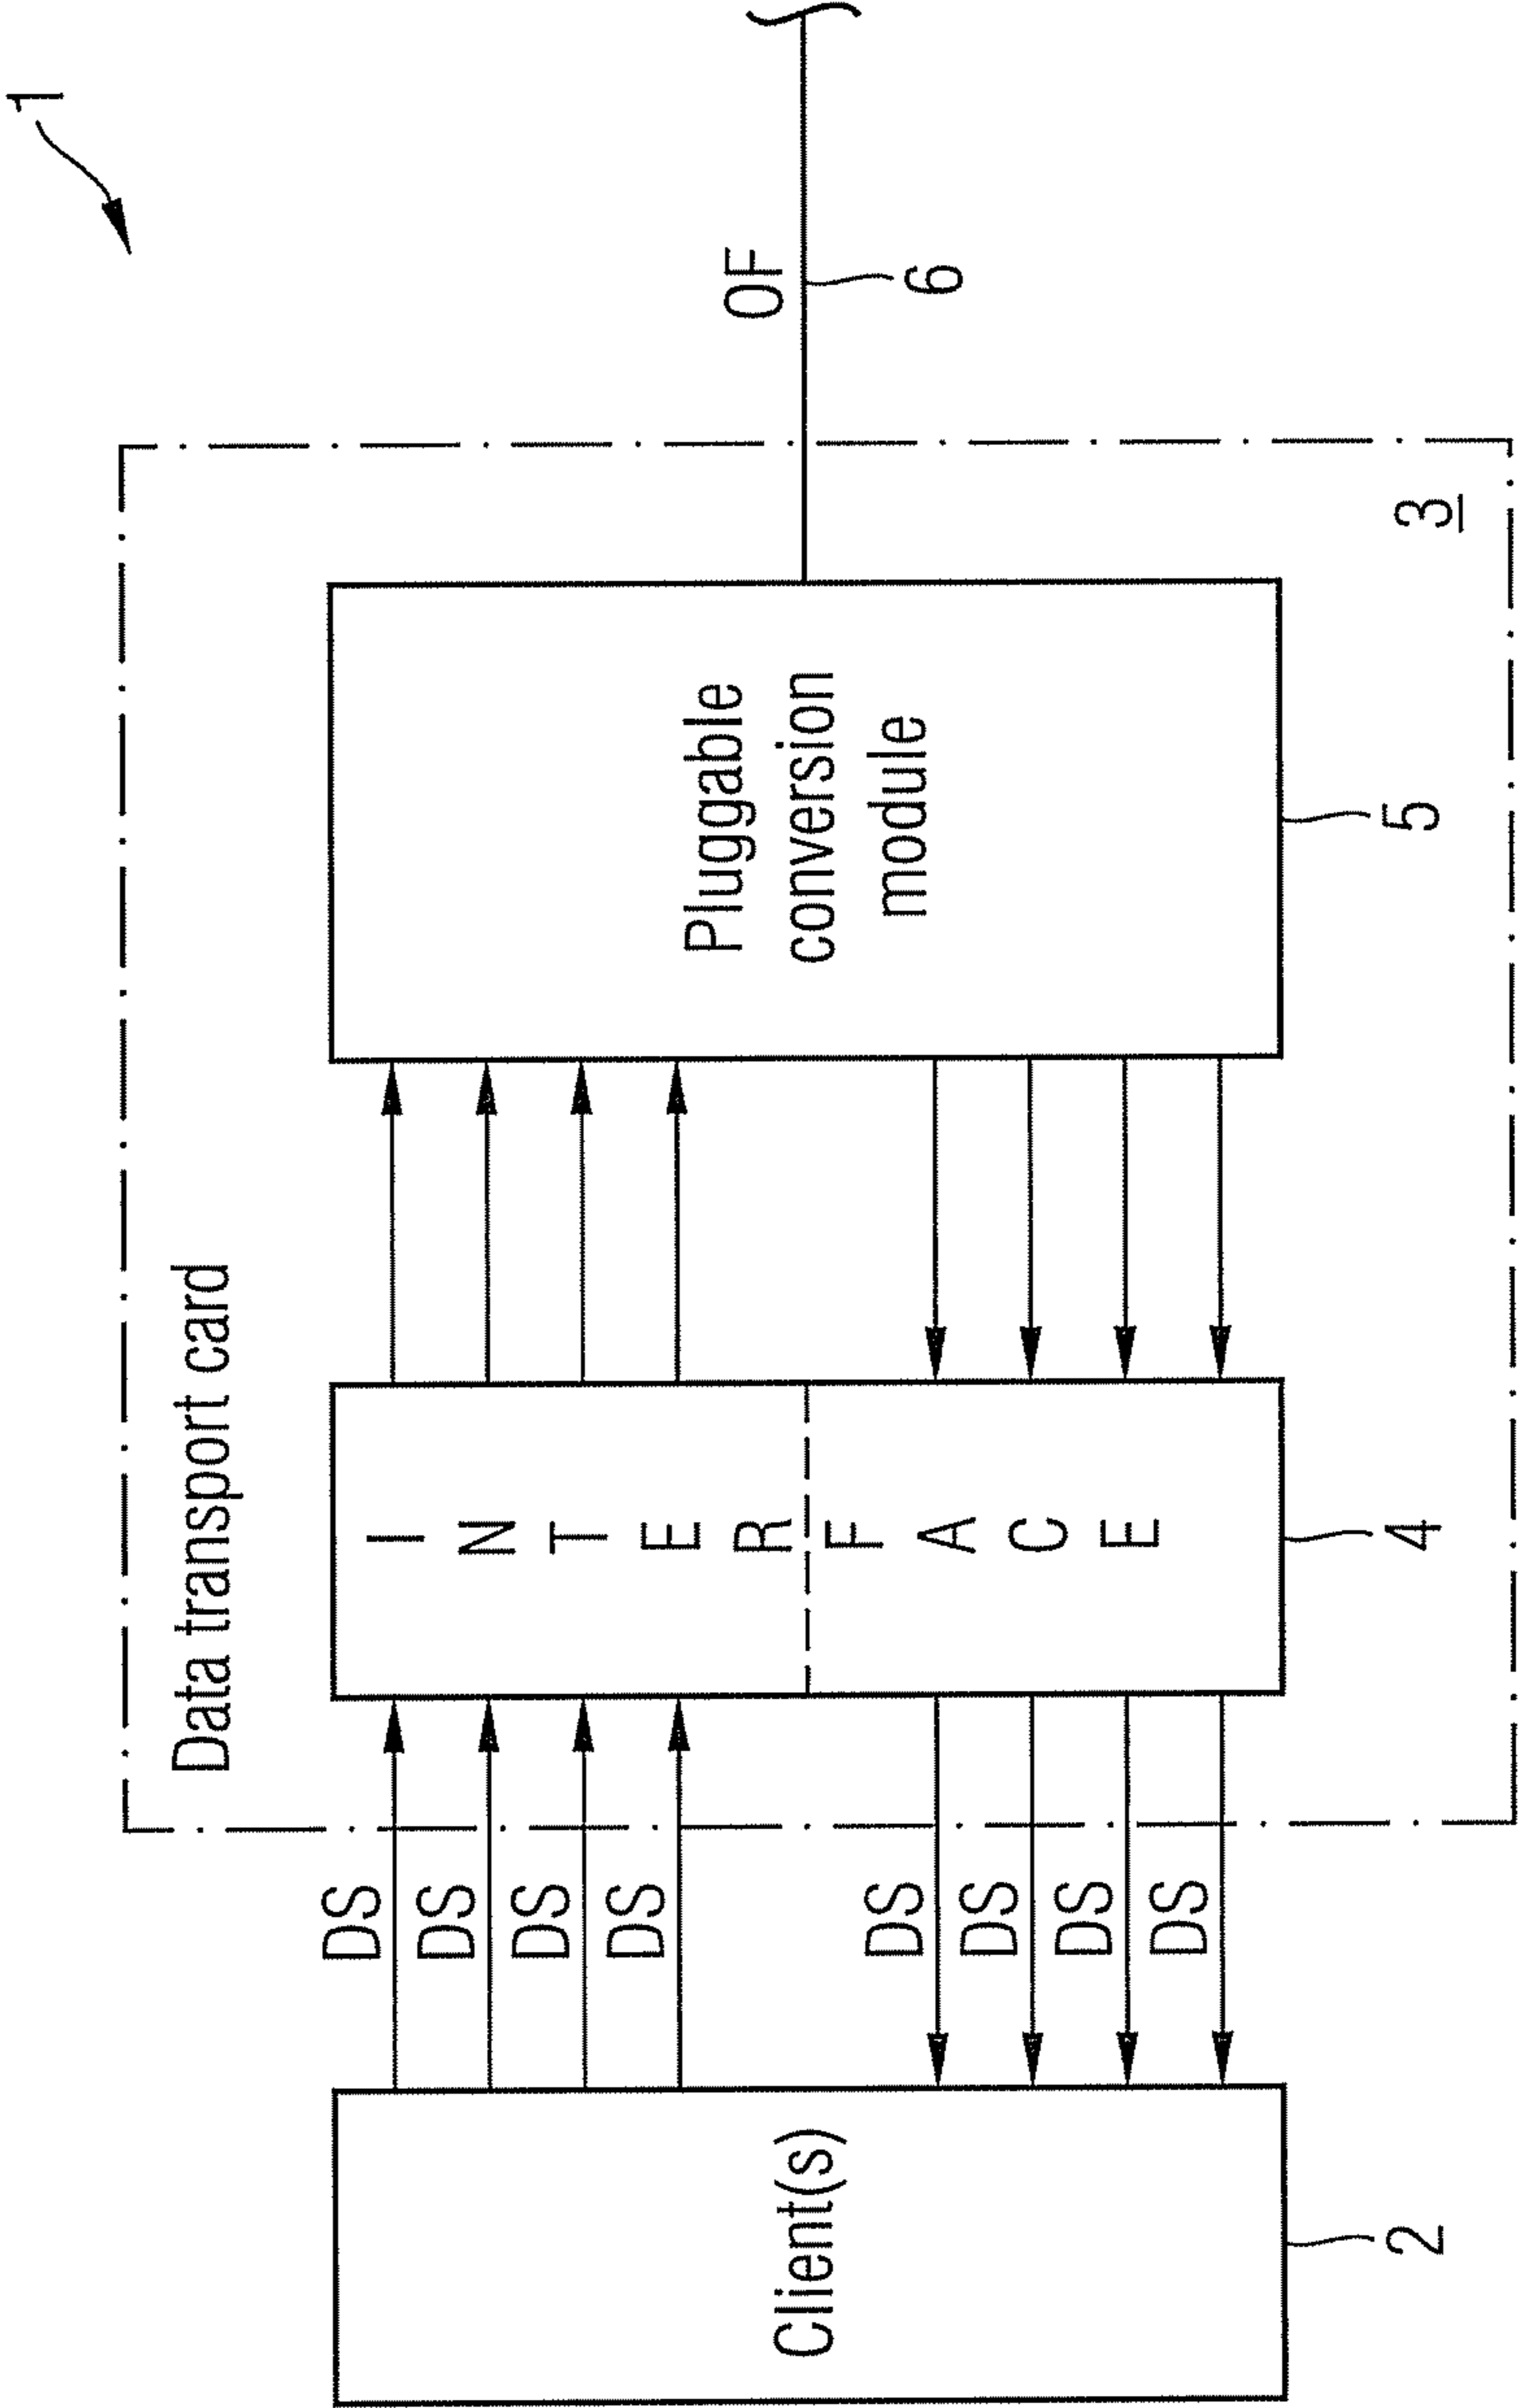 1
Data transport card
DS
DS
DS
DS
DS
DS
DS
DS
Client(s)
2
I
N
T
E
R
F
A
C
E
4
Pluggable
conversion
module
5
3
OF
6